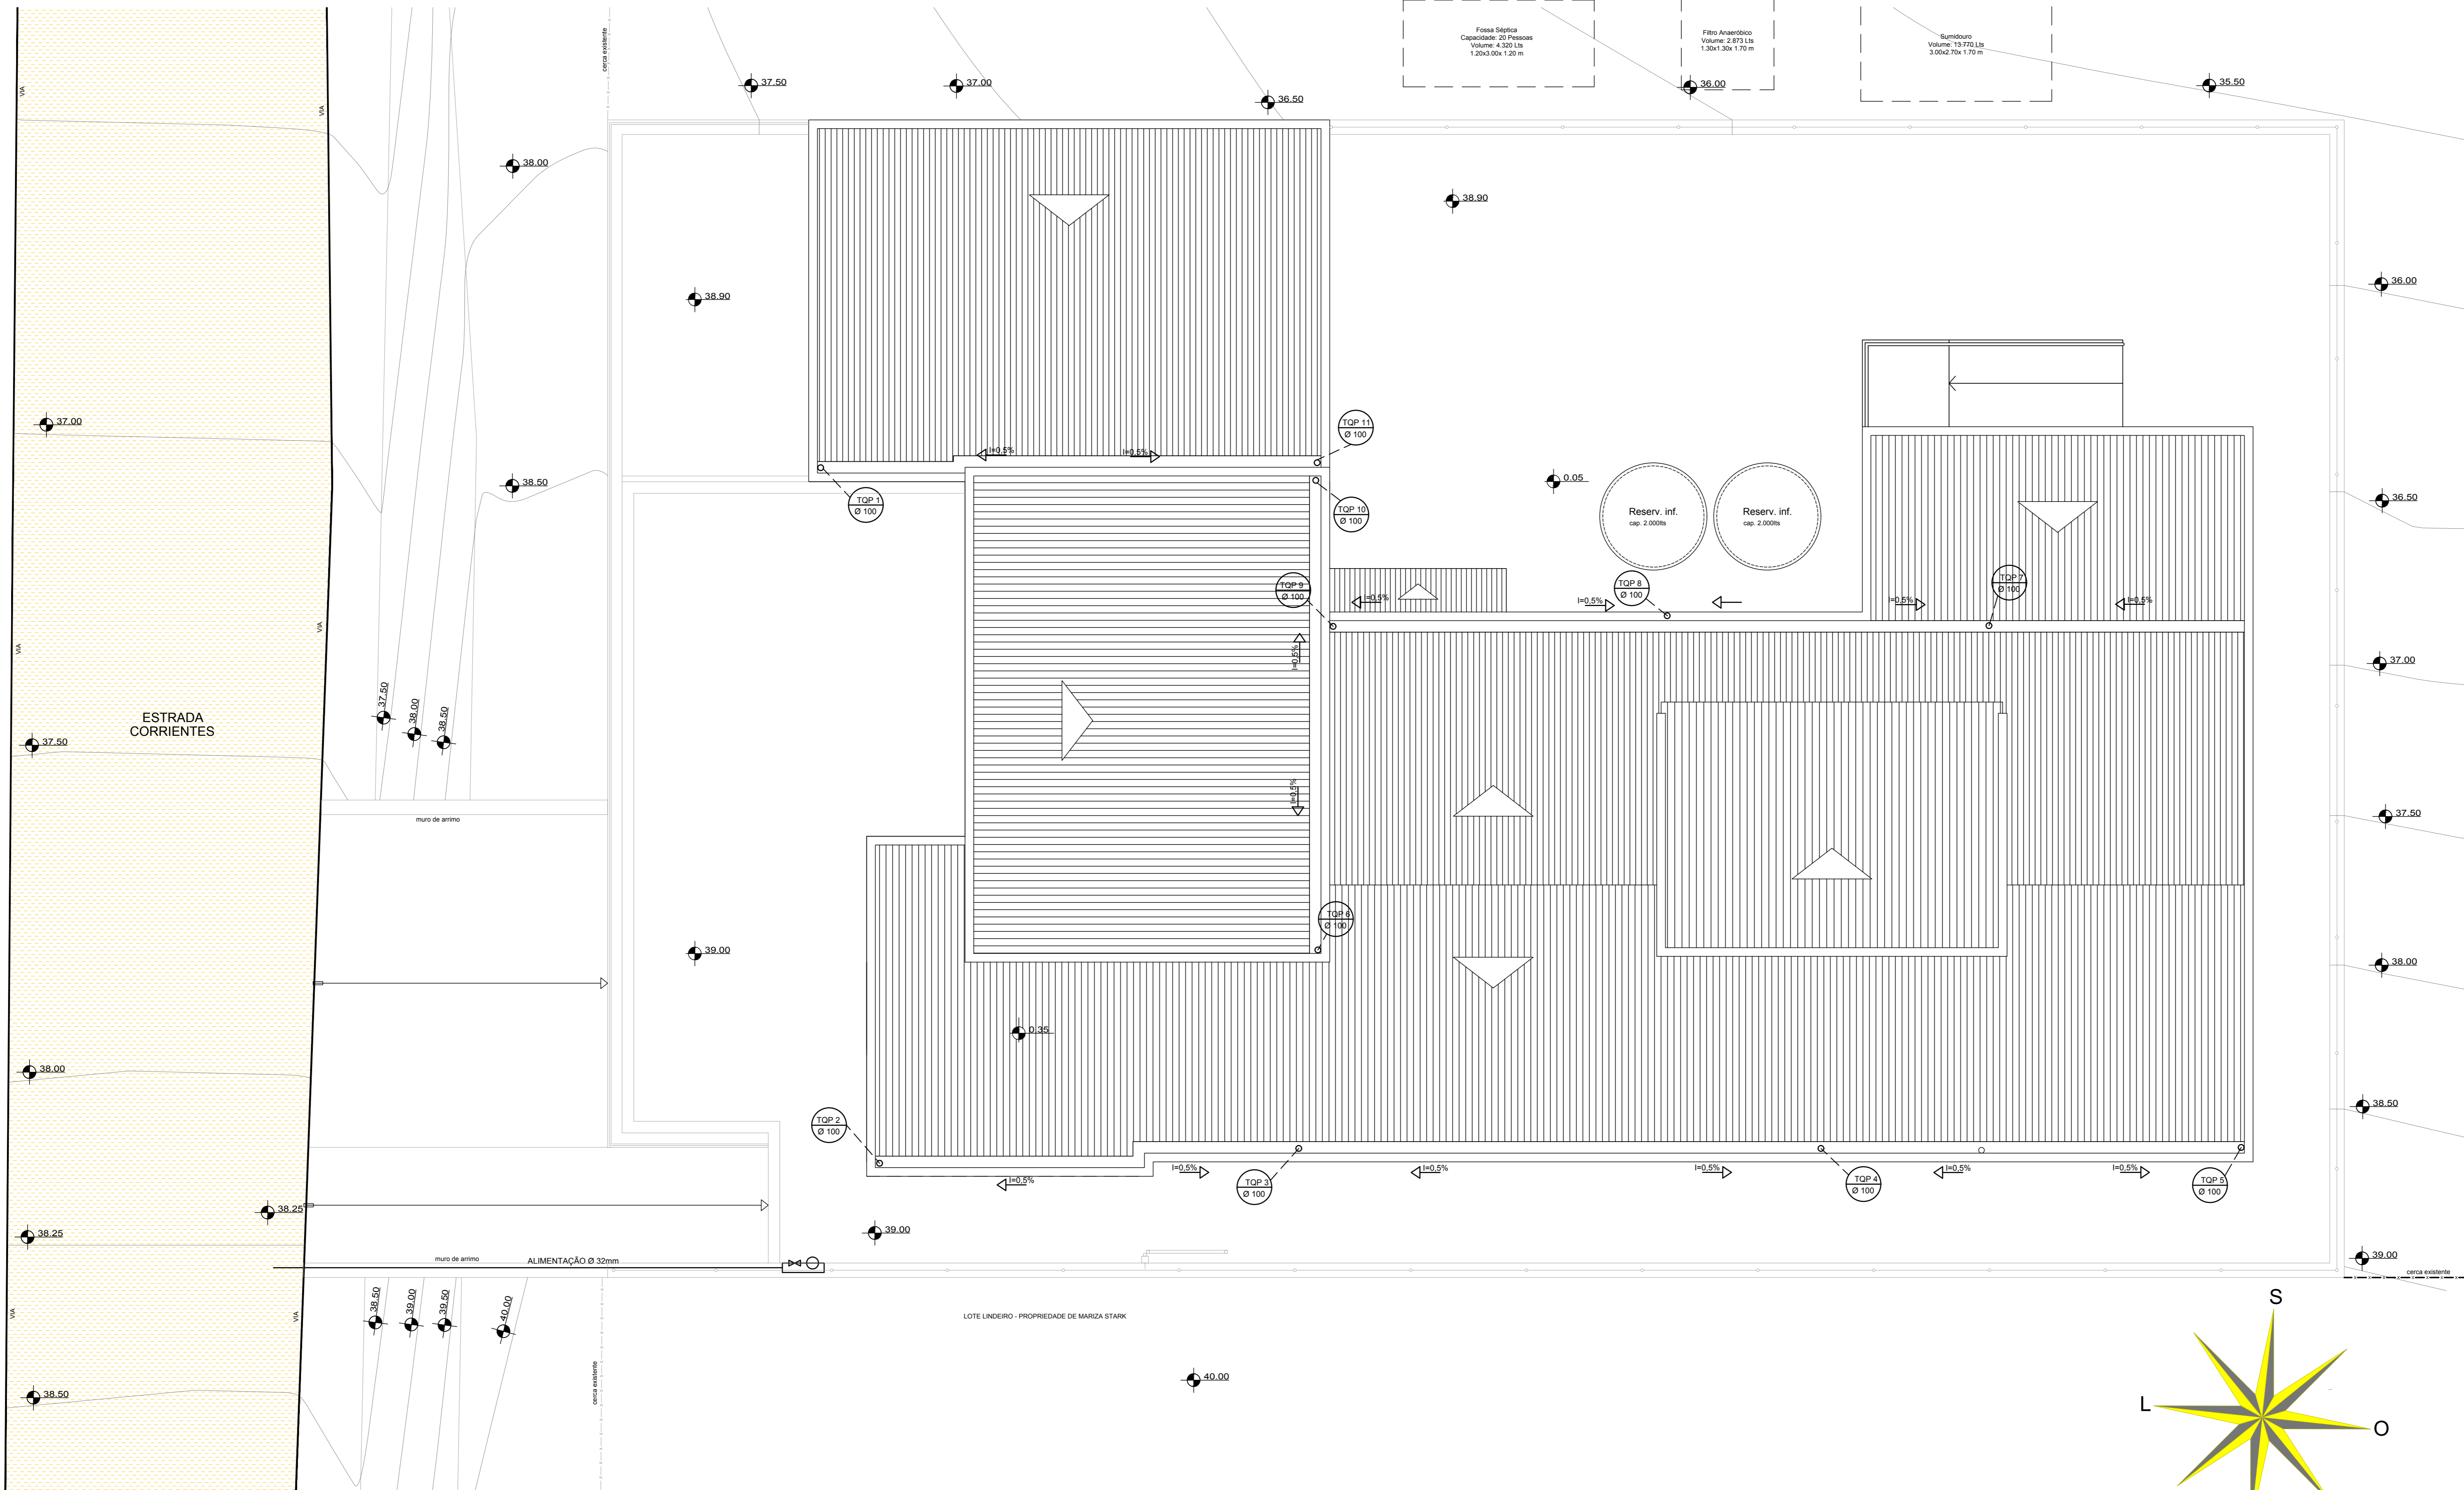 Fossa Séptica
Capacidade: 20 Pessoas
Volume: 4.320 Lts
1.20x3.00x 1.20 m
Filtro Anaeróbico
Volume: 2.873 Lts
1.30x1.30x 1.70 m
Sumidouro
Volume: 13.770 Lts
3.00x2.70x 1.70 m
cerca existente
VIA
VIA
37.50
37.00
36.50
36.00
35.50
38.00
38.90
38.90
36.00
37.00
38.50
TQP 11
Ø 100
I=0,5%
I=0,5%
TQP 1
Ø 100
TQP 10
Ø 100
0.05
Reserv. inf.
cap. 2.000lts
Reserv. inf.
cap. 2.000lts
36.50
TQP 9
Ø 100
I=0,5%
I=0,5%
TQP 8
Ø 100
I=0,5%
TQP 7
Ø 100
I=0,5%
VIA
VIA
I=0,5%
37.00
37.50
38.00
38.50
ESTRADA
CORRIENTES
37.50
I=0,5%
muro de arrimo
37.50
TQP 6
Ø 100
39.00
38.00
0.35
38.00
38.50
TQP 2
Ø 100
I=0,5%
I=0,5%
TQP 3
Ø 100
I=0,5%
I=0,5%
TQP 4
Ø 100
I=0,5%
I=0,5%
TQP 5
Ø 100
38.25
38.25
39.00
muro de arrimo
ALIMENTAÇÃO Ø 32mm
39.00
cerca existente
VIA
VIA
38.50
39.00
39.50
40.00
LOTE LINDEIRO - PROPRIEDADE DE MARIZA STARK
S
40.00
cerca existente
38.50
L
O